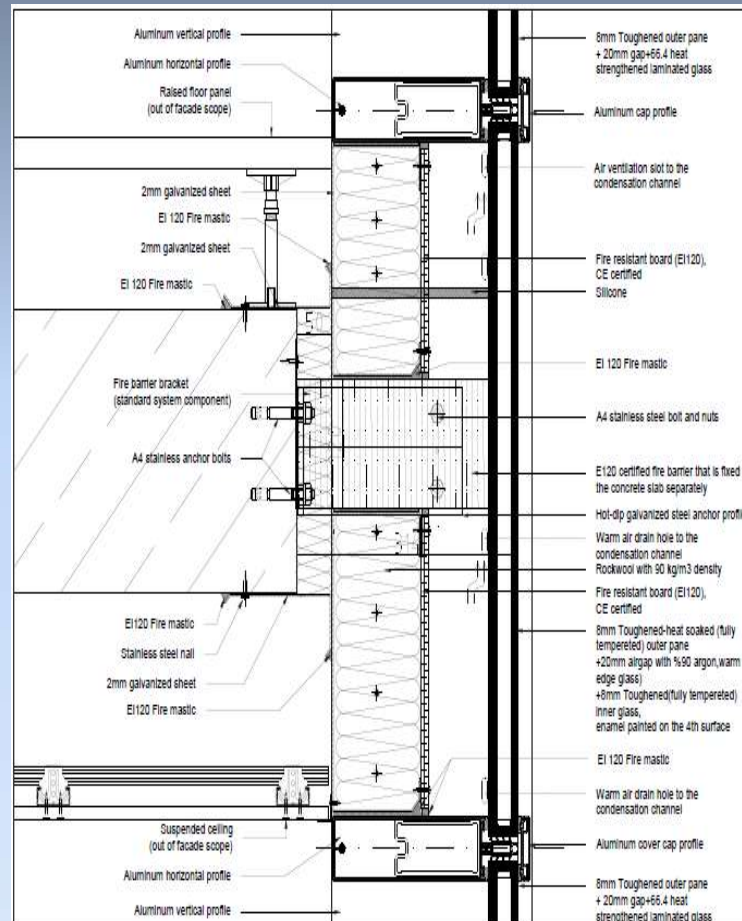 Aluminum vertical profile
Aluminum horizontal profile
Raised floor panel
(out of facade scope)
2mm galvanized sheet
EI 120 Fire mastic
2mm galvanized sheet
EI 120 Fire mastic
Fire barrier bracket
(standard system component)
A4 stainless anchor bolts
EI120 Fire mastic
Stainless steel nail
2mm galvanized sheet
EI120 Fire mastic
Suspended ceiling
(out of facade scope)
Aluminum horizontal profile
Aluminum vertical profile
8mm Toughened outer pane
+ 20mm gap+66.4 heat
strengthened laminated glass
Aluminum cap profile
Air ventilation slot to the
condensation channel
Fire resistant board (EI120),
CE certified
Silicone
EI 120 Fire mastic
A4 stainless steel bolt and nuts
E120 certified fire barrier that is fixed
the concrete slab separately
Hot-dip galvanized steel anchor profil
Warm air drain hole to the
condensation channel
Rockwool with 90 kg/m3 density
Fire resistant board (EI120),
CE certified
8mm Toughened-heat soaked (fully
tempereted) outer pane
+20mm airgap with %90 argon,warm
edge glass)
+8mm Toughened(fully tempereted)
inner glass,
enamel painted on the 4th surface
EI 120 Fire mastic
Warm air drain hole to the
condensation channel
Aluminum cover cap profile
8mm Toughened outer pane
+ 20mm gap+66.4 heat
strengthened laminated glass